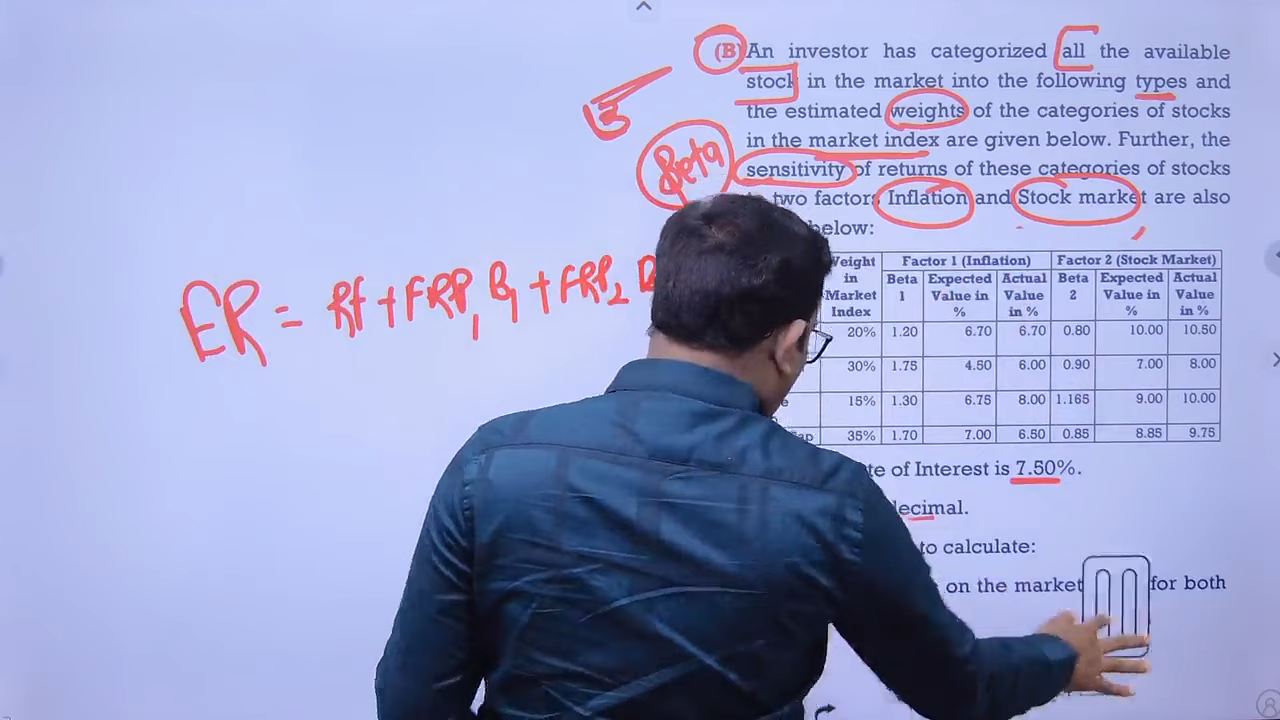 (B) An investor has categorized all the available
stock in the market into the following types and
the estimated weights of the categories of stocks
in the market index are given below. Further, the
sensitivity of returns of these categories of stocks
two factors Inflation and Stock market are also
below:
Beta
ER = Rf + FRP1 B1 + FRP2
Weight in Market Index | Factor 1 (Inflation) | Factor 2 (Stock Market)
Beta 1 | Expected Value in % | Actual Value in % | Beta 2 | Expected Value in % | Actual Value in %
20% | 1.20 | 6.70 | 6.70 | 0.80 | 10.00 | 10.50
30% | 1.75 | 4.50 | 6.00 | 0.90 | 7.00 | 8.00
15% | 1.30 | 6.75 | 8.00 | 1.165 | 9.00 | 10.00
35% | 1.70 | 7.00 | 6.50 | 0.85 | 8.85 | 9.75
of Interest is 7.50%.
to calculate:
on the market for both